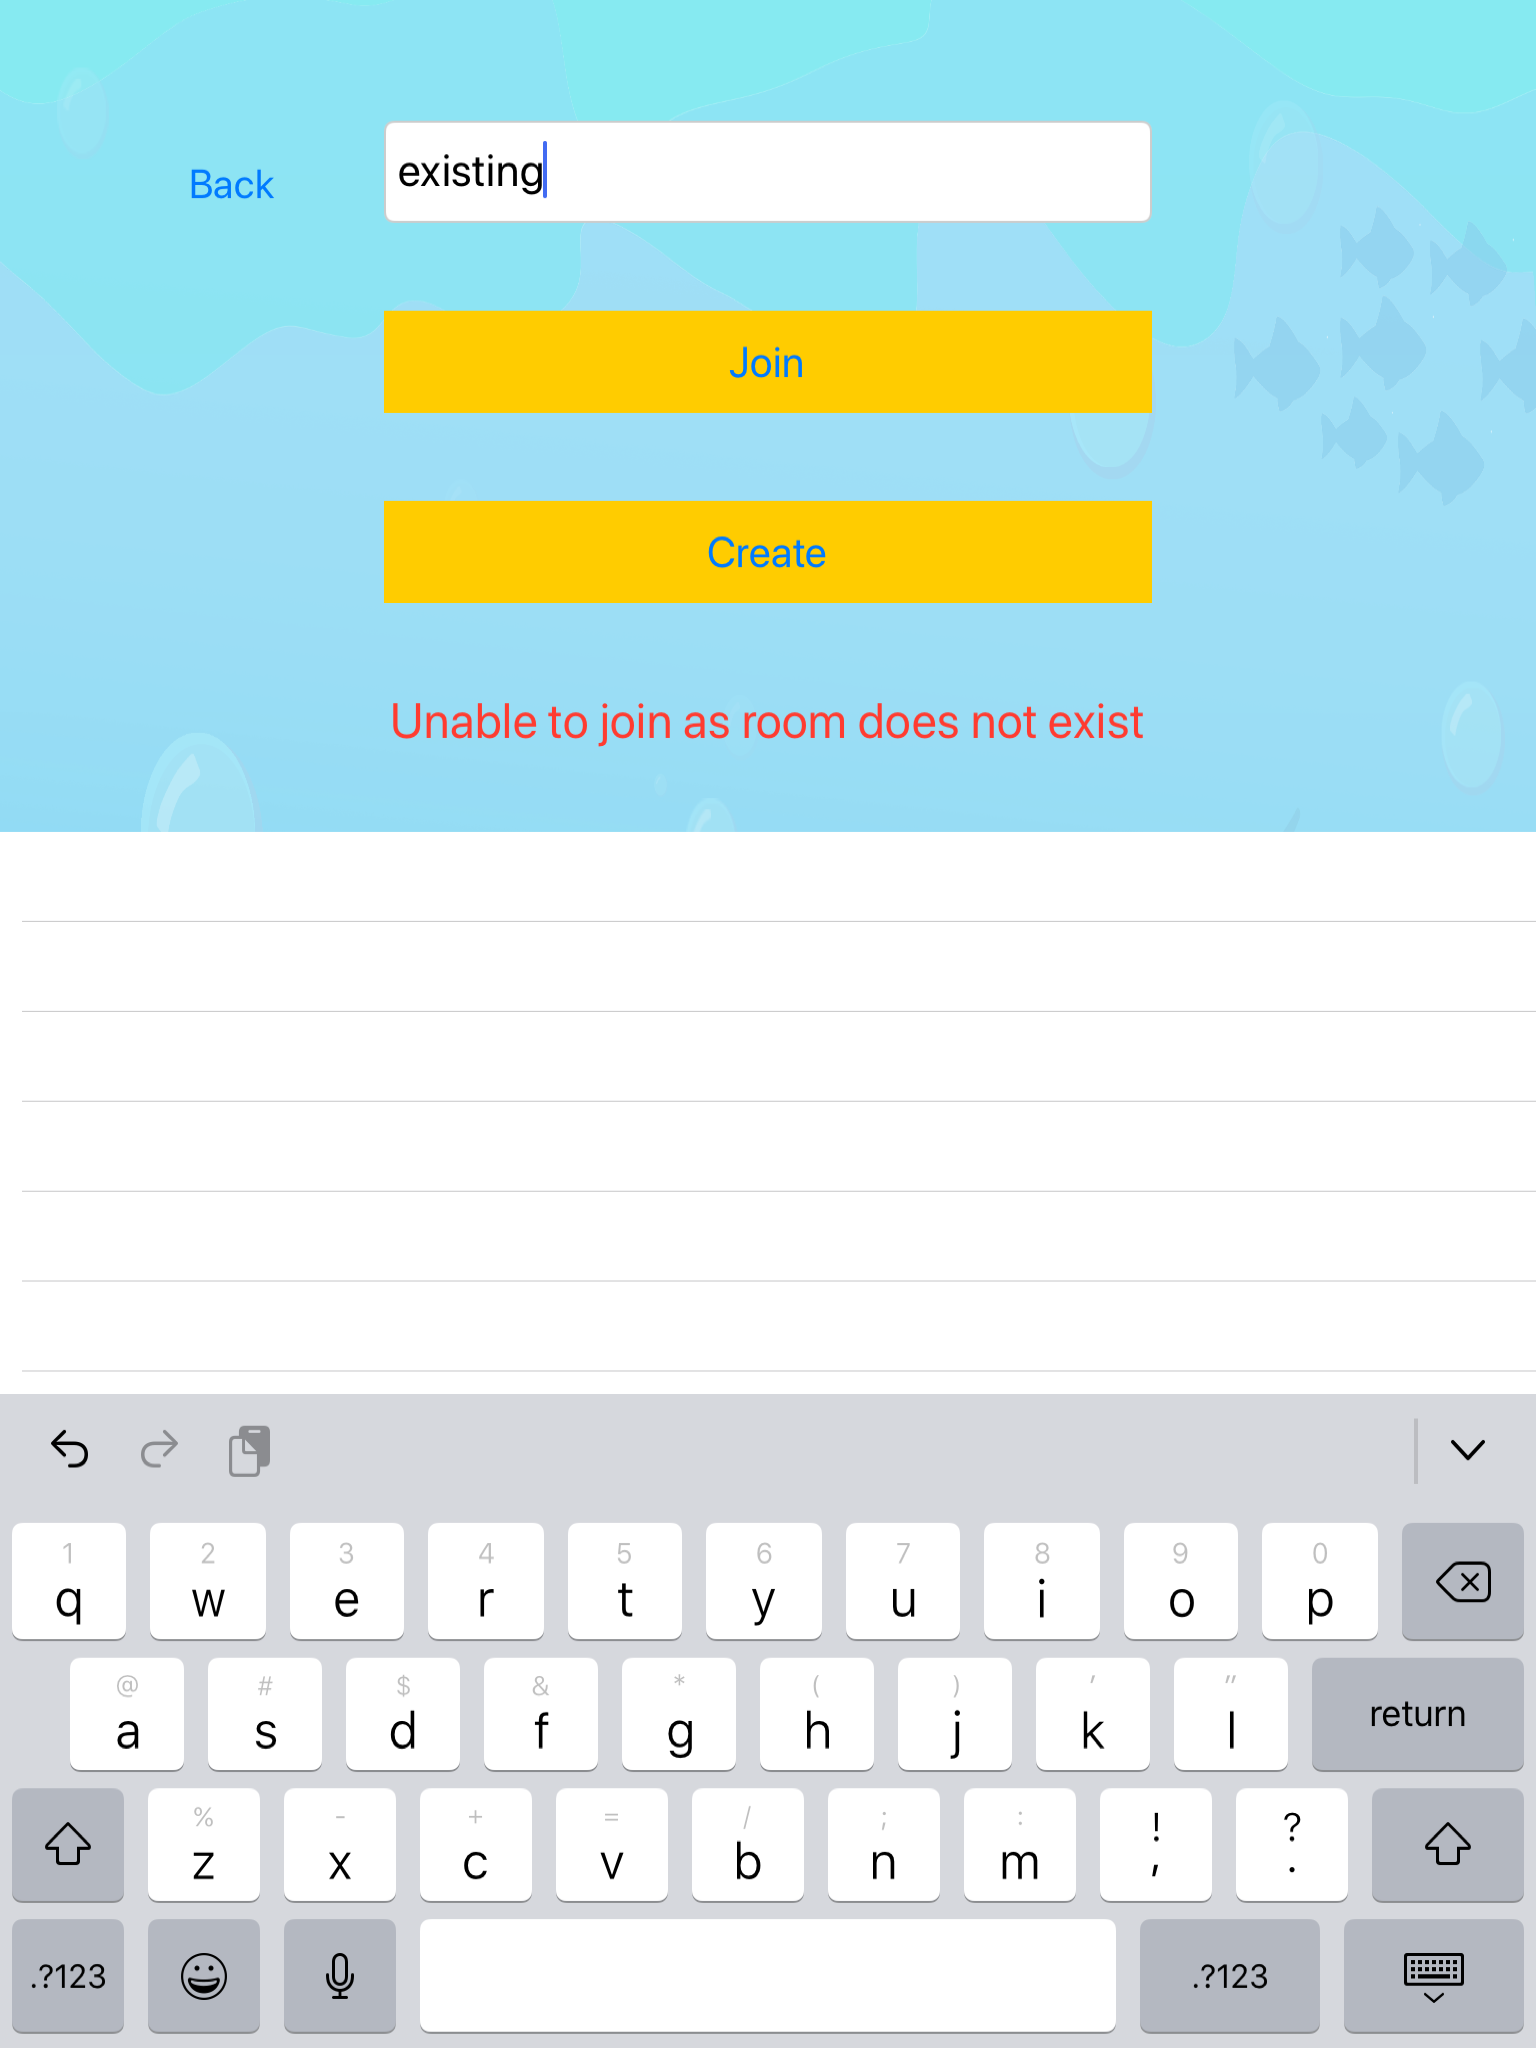 Back
existing
Join
Create
Unable to join as room does not exist
1 2 3 4 5 6 7 8 9 0
q w e r t y u i o p
@ # $ & * ( ) ' "
a s d f g h j k l return
% - + = / ; : ! ?
z x c v b n m , .
.?123 .?123